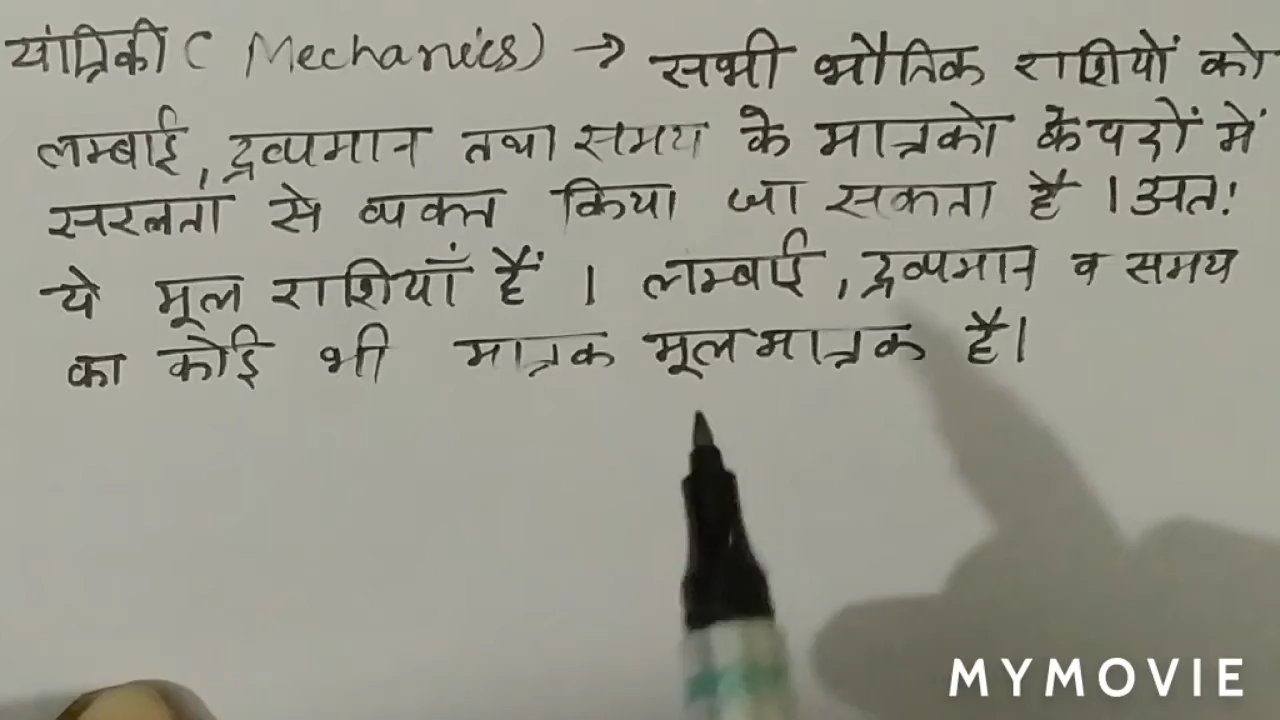 यांत्रिकी ( Mechanics) → सभी भौतिक राशियों को
लम्बाई, द्रव्यमान तथा समय के मात्रको के पदों में
सरलता से व्यक्त किया जा सकता है । अतः
ये मूल राशियाँ हैं । लम्बाई, द्रव्यमान व समय
का कोई भी मात्रक मूलमात्रक है।
MYMOVIE